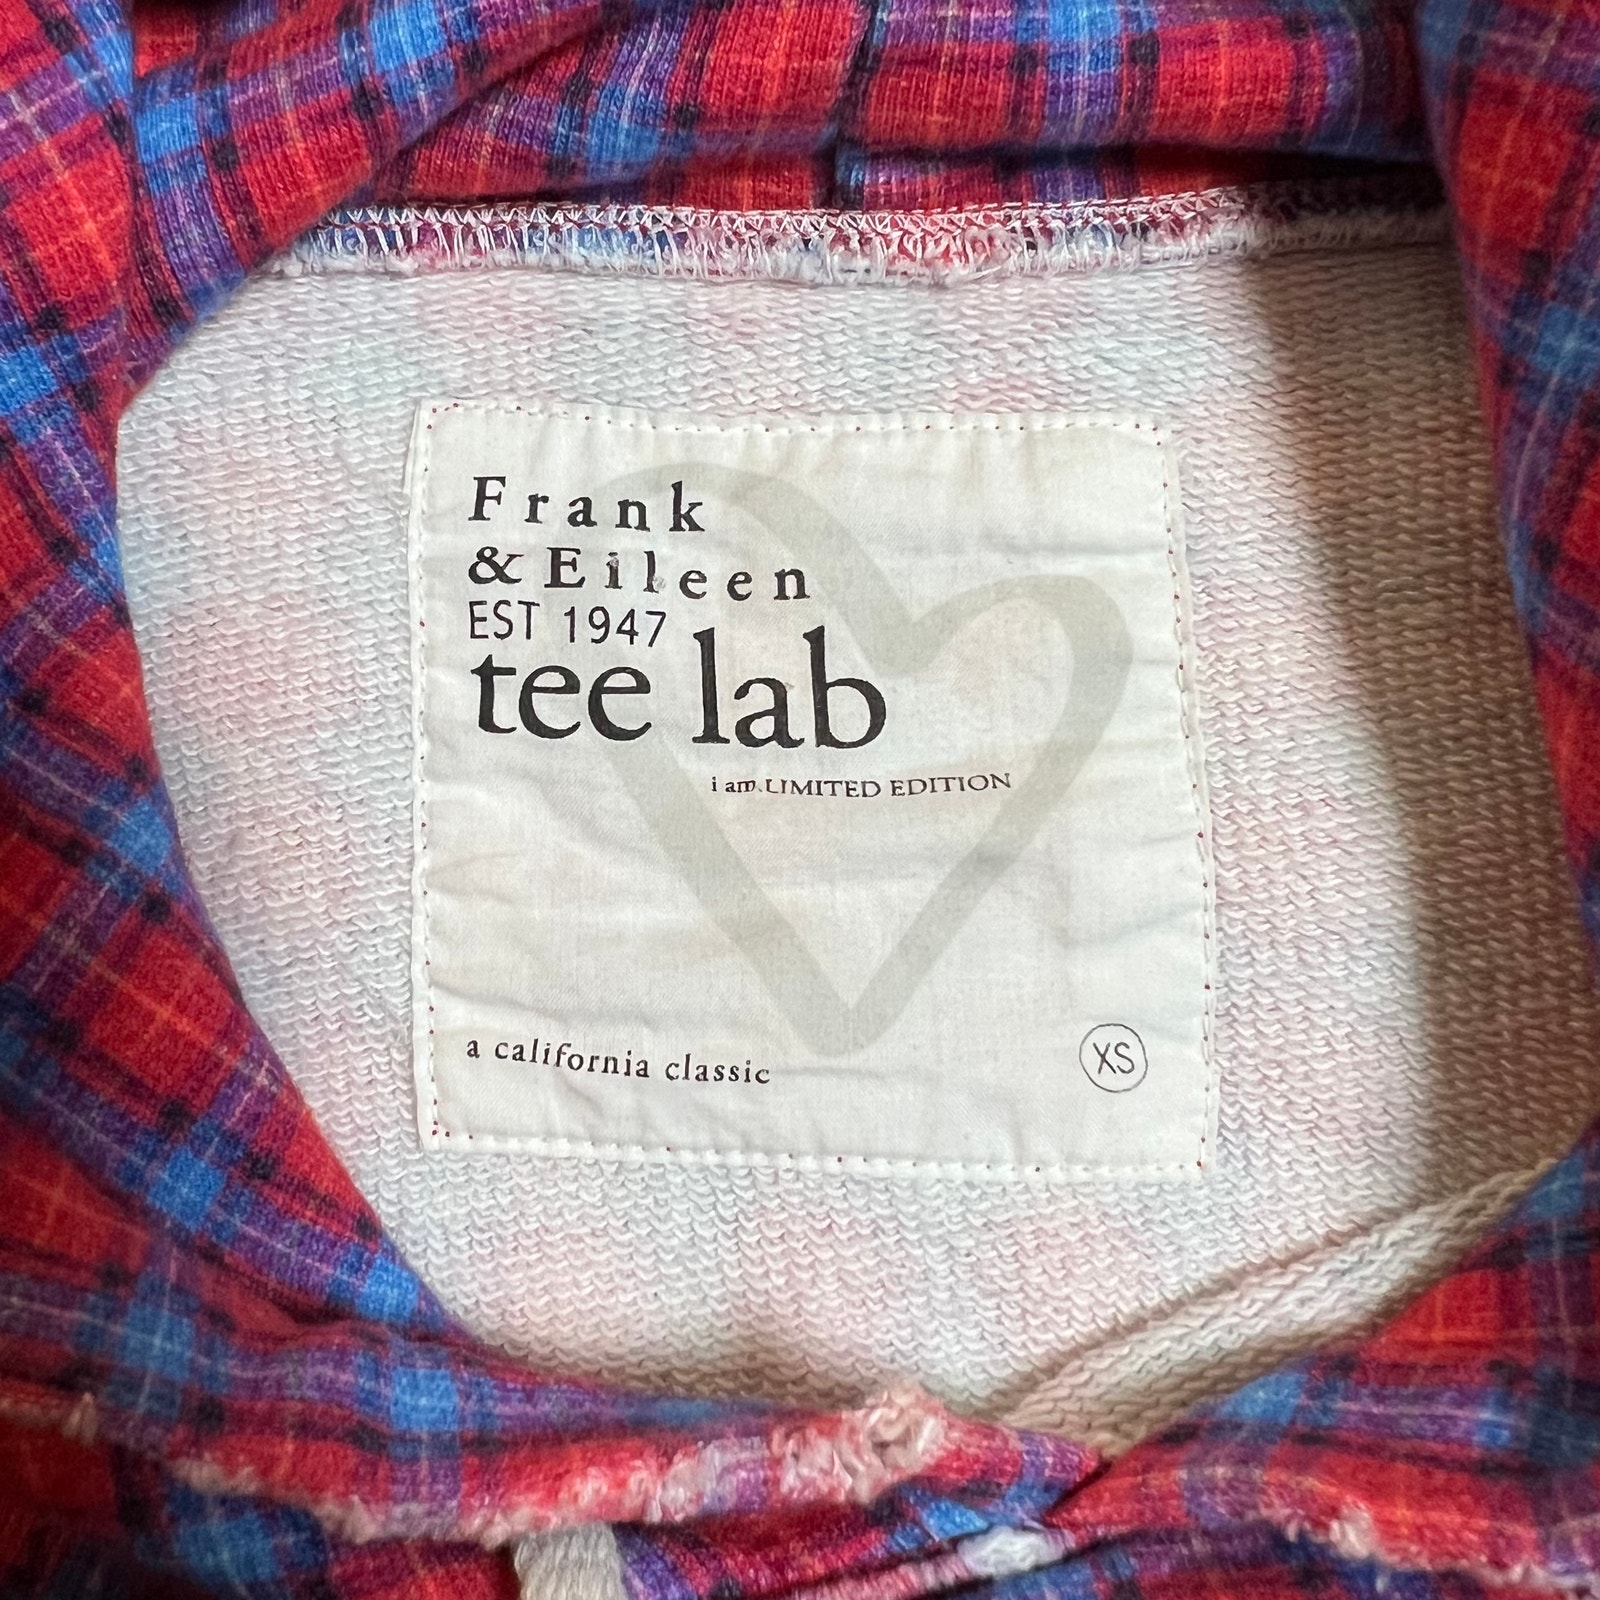 Frank
& Eileen
EST 1947
tee lab
i am LIMITED EDITION
a california classic
XS